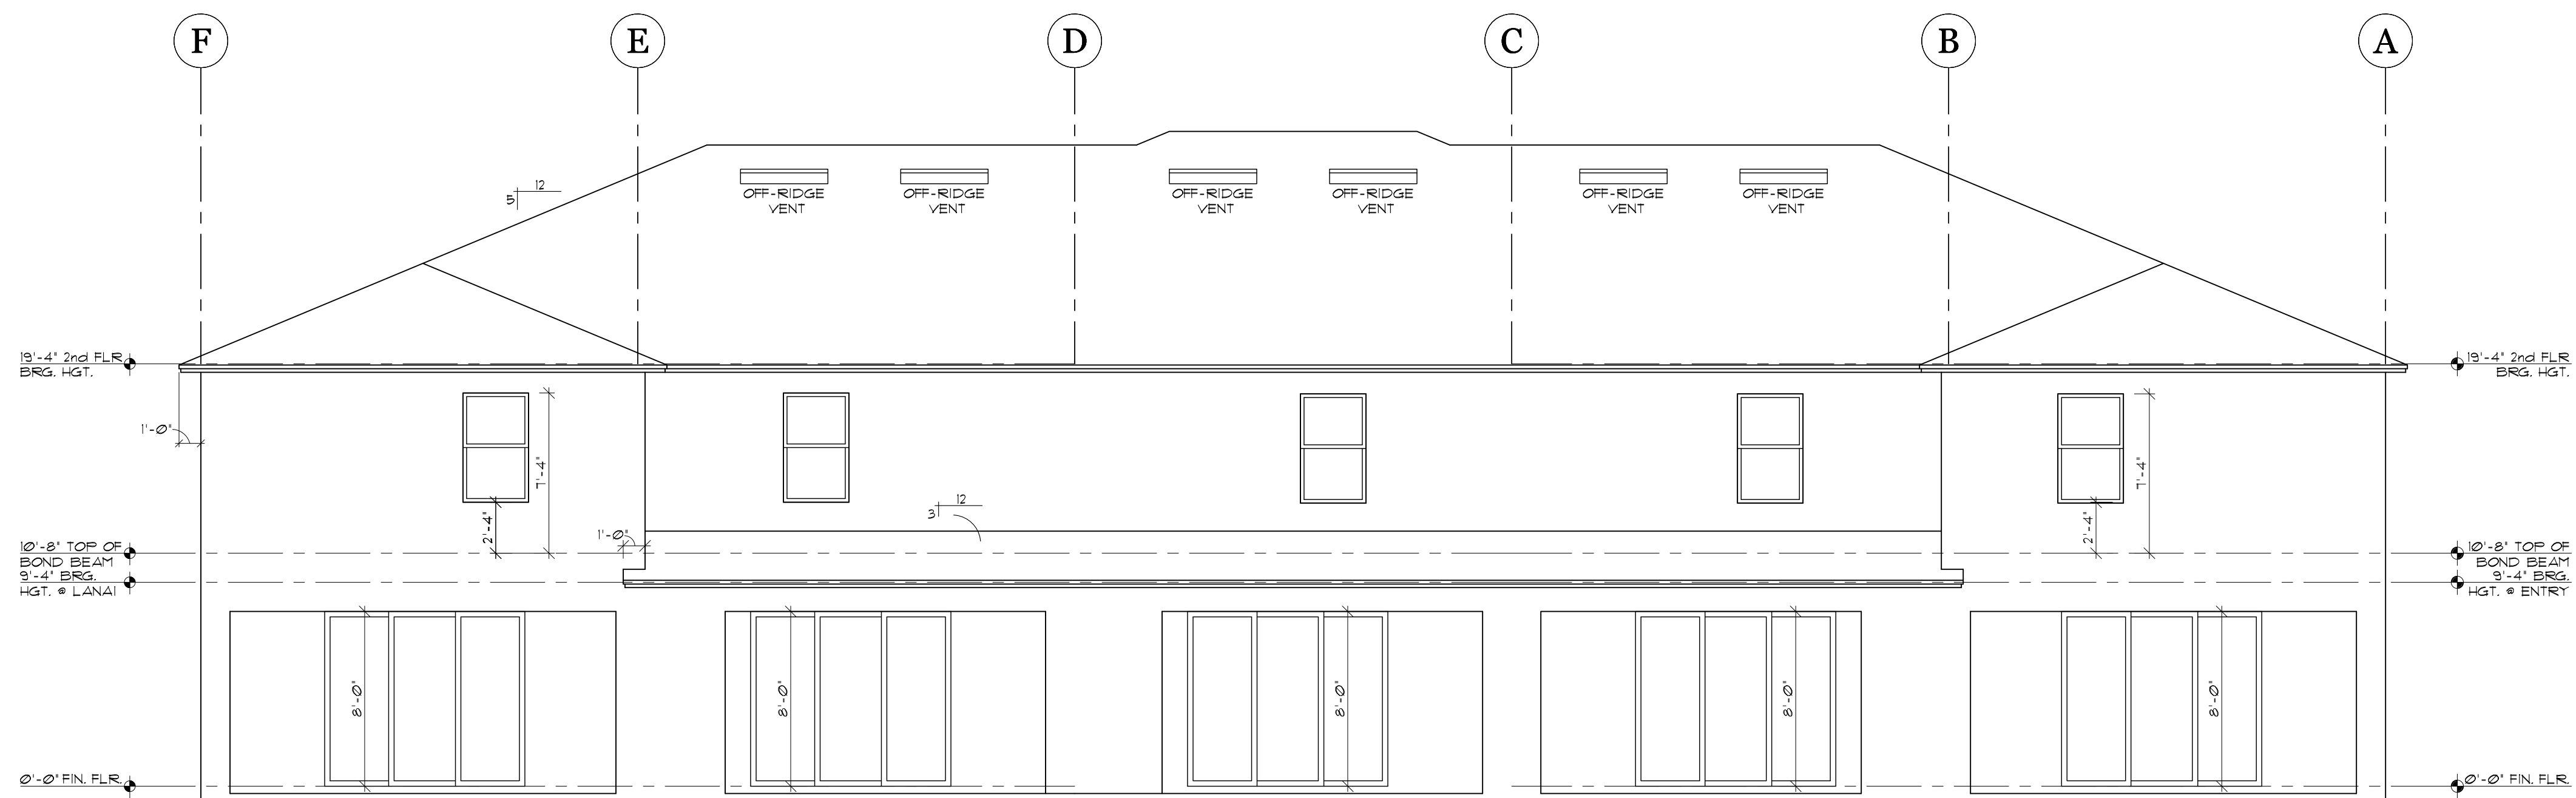 F E D C B A
12
5
OFF-RIDGE
VENT
OFF-RIDGE
VENT
OFF-RIDGE
VENT
OFF-RIDGE
VENT
OFF-RIDGE
VENT
OFF-RIDGE
VENT
19'-4" 2nd FLR
BRG. HGT.
19'-4" 2nd FLR
BRG. HGT.
1'-0"
7'-4"
2'-4"
1'-0"
12
3
7'-4"
2'-4"
10'-8" TOP OF
BOND BEAM
9'-4" BRG.
HGT. @ LANAI
10'-8" TOP OF
BOND BEAM
9'-4" BRG.
HGT. @ ENTRY
8'-0"
8'-0"
8'-0"
8'-0"
8'-0"
0'-0" FIN. FLR.
0'-0" FIN. FLR.